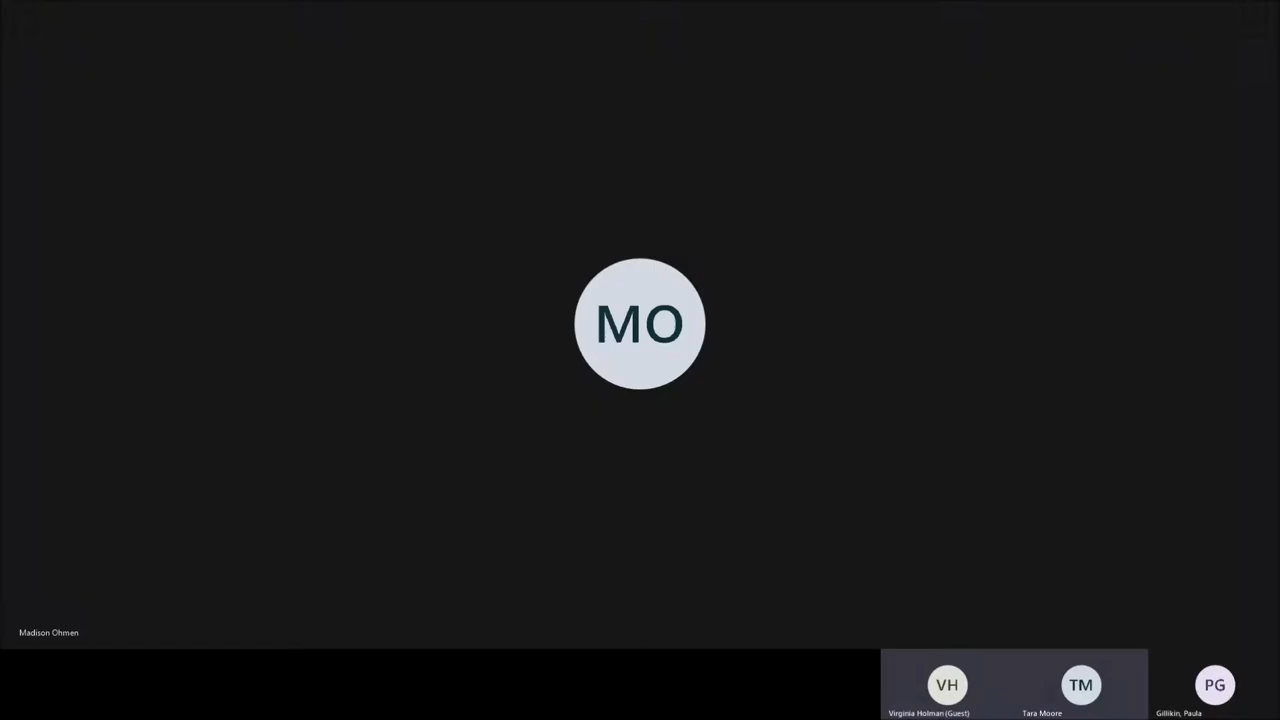 MO
Madison Ohmen
VH
TM
PG
Virginia Holman (Guest)
Tara Moore
Gillikin, Paula